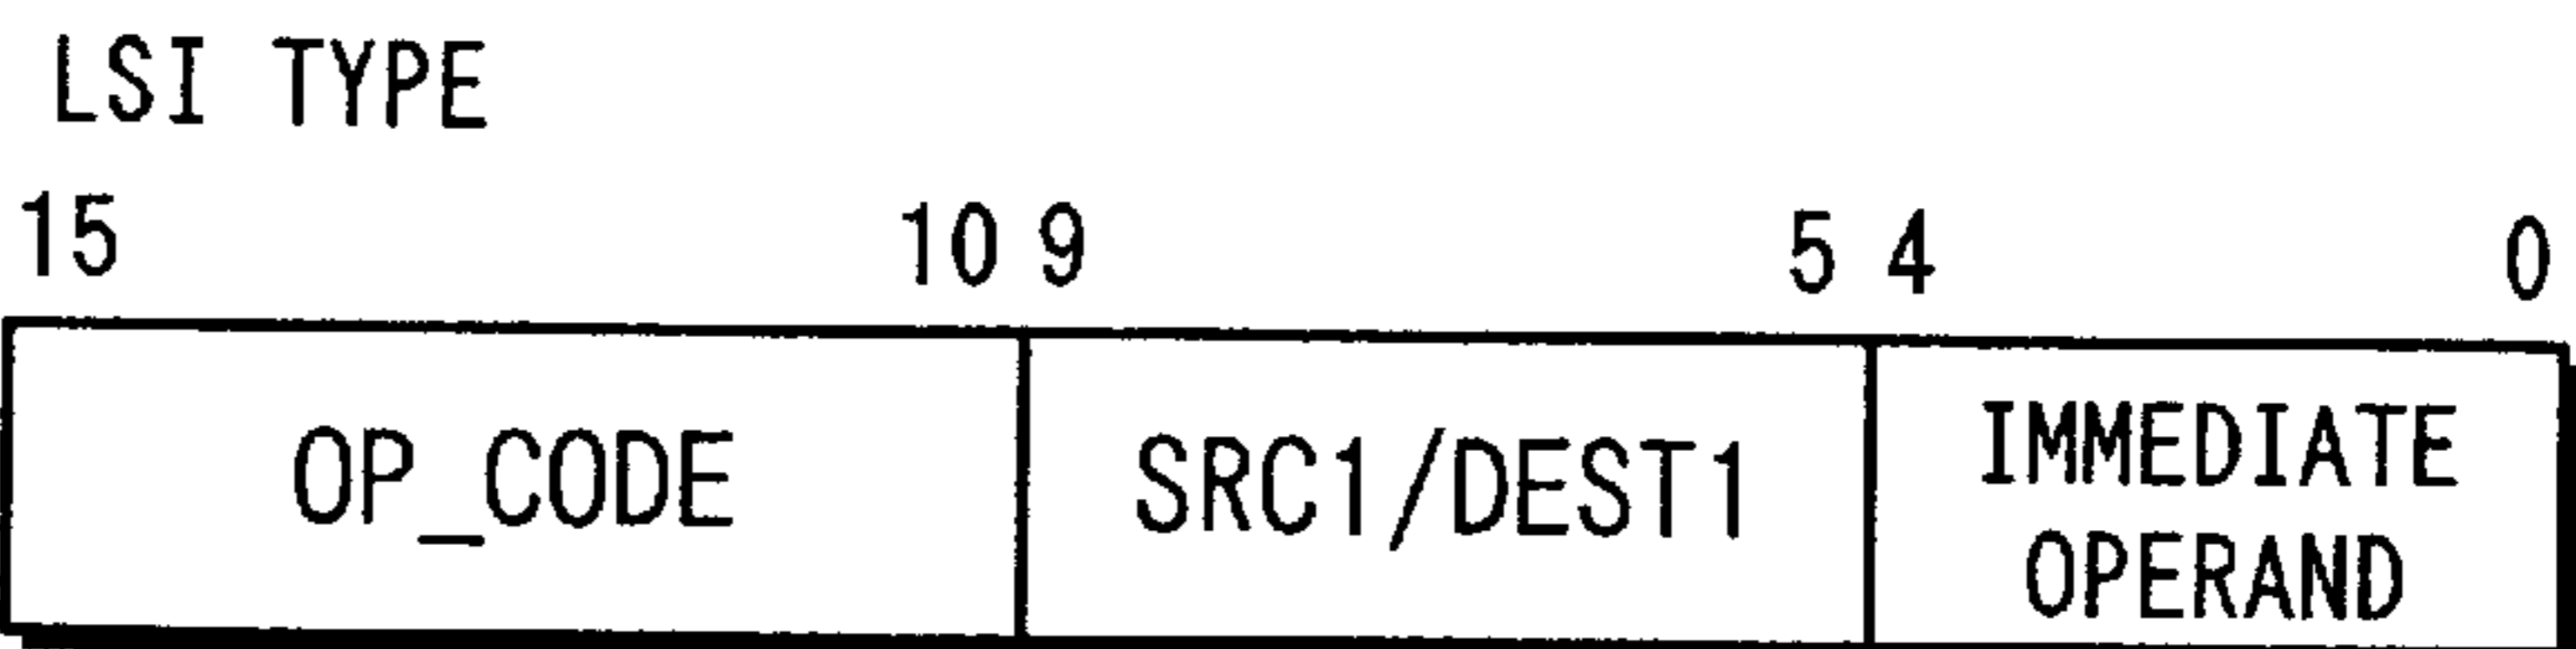 LSI TYPE
15 10 9 5 4 0
OP_CODE SRC1/DEST1 IMMEDIATE
OPERAND